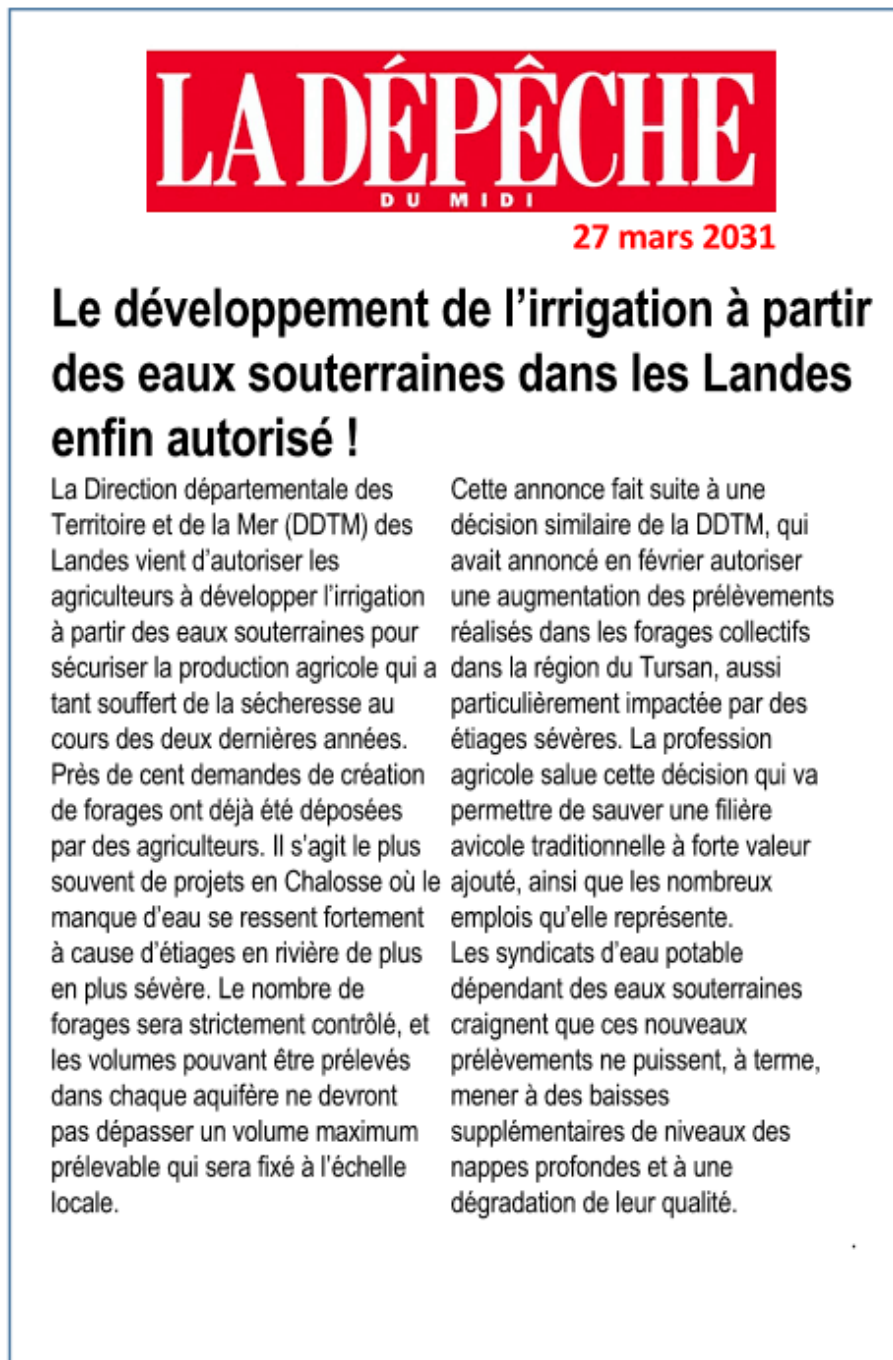 LA DÉPÊCHE
DU MIDI
27 mars 2031
Le développement de l’irrigation à partir
des eaux souterraines dans les Landes
enfin autorisé !
La Direction départementale des
Territoire et de la Mer (DDTM) des
Landes vient d’autoriser les
agriculteurs à développer l’irrigation
à partir des eaux souterraines pour
sécuriser la production agricole qui a
tant souffert de la sécheresse au
cours des deux dernières années.
Près de cent demandes de création
de forages ont déjà été déposées
par des agriculteurs. Il s’agit le plus
souvent de projets en Chalosse où le
manque d’eau se ressent fortement
à cause d’étiages en rivière de plus
en plus sévère. Le nombre de
forages sera strictement contrôlé, et
les volumes pouvant être prélevés
dans chaque aquifère ne devront
pas dépasser un volume maximum
prélevable qui sera fixé à l’échelle
locale.
Cette annonce fait suite à une
décision similaire de la DDTM, qui
avait annoncé en février autoriser
une augmentation des prélèvements
réalisés dans les forages collectifs
dans la région du Tursan, aussi
particulièrement impactée par des
étiages sévères. La profession
agricole salue cette décision qui va
permettre de sauver une filière
avicole traditionnelle à forte valeur
ajouté, ainsi que les nombreux
emplois qu’elle représente.
Les syndicats d’eau potable
dépendant des eaux souterraines
craignent que ces nouveaux
prélèvements ne puissent, à terme,
mener à des baisses
supplémentaires de niveaux des
nappes profondes et à une
dégradation de leur qualité.
.